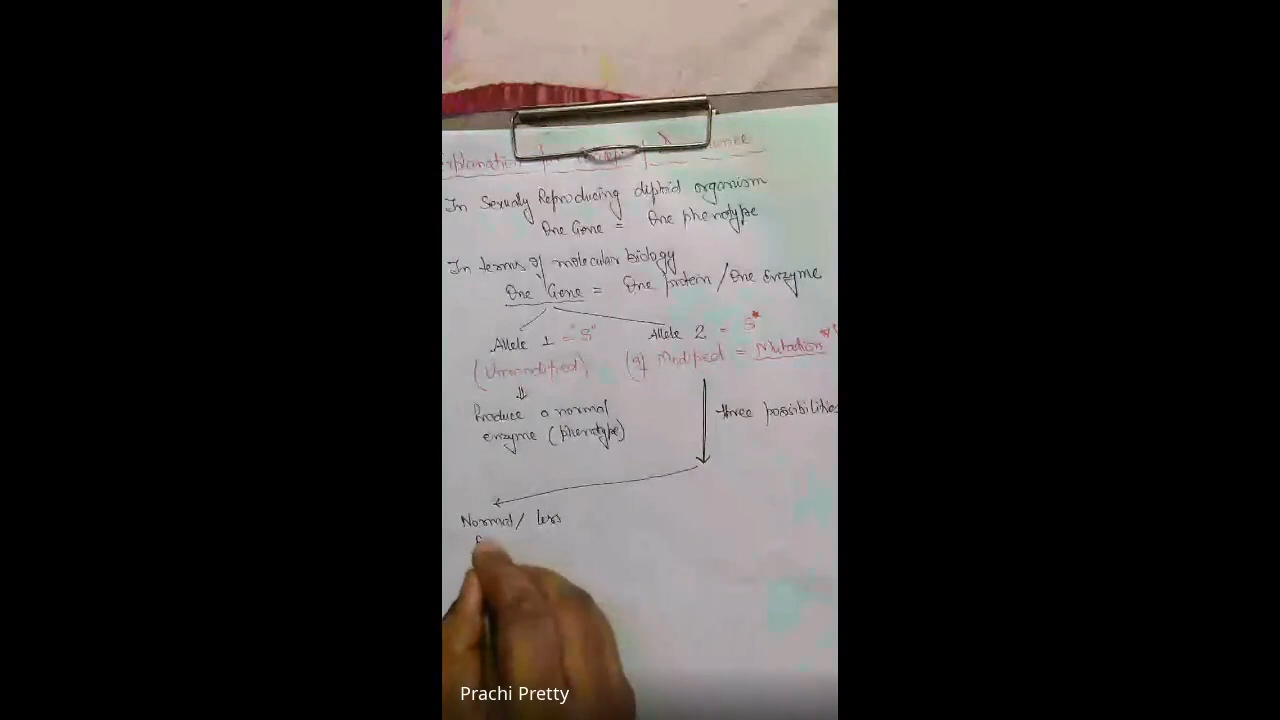 Explanation
In Sexually Reproducing diploid organism
One Gene = One phenotype
In terms of molecular biology
One Gene = One protein / One Enzyme
Allele 1 = "S" Allele 2 = S*
(Unmodified) (If Modified = Mutation*)
Produce a normal three possibilities
enzyme (phenotype)
Normal / less
Prachi Pretty